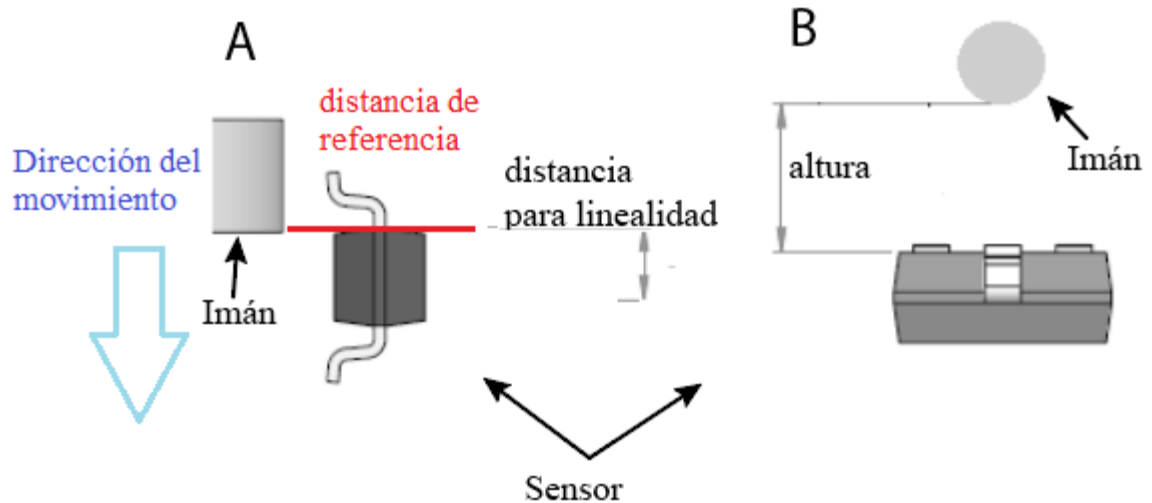 A
B
distancia de
referencia
Dirección del
movimiento
distancia
para linealidad
altura
Imán
Imán
Sensor